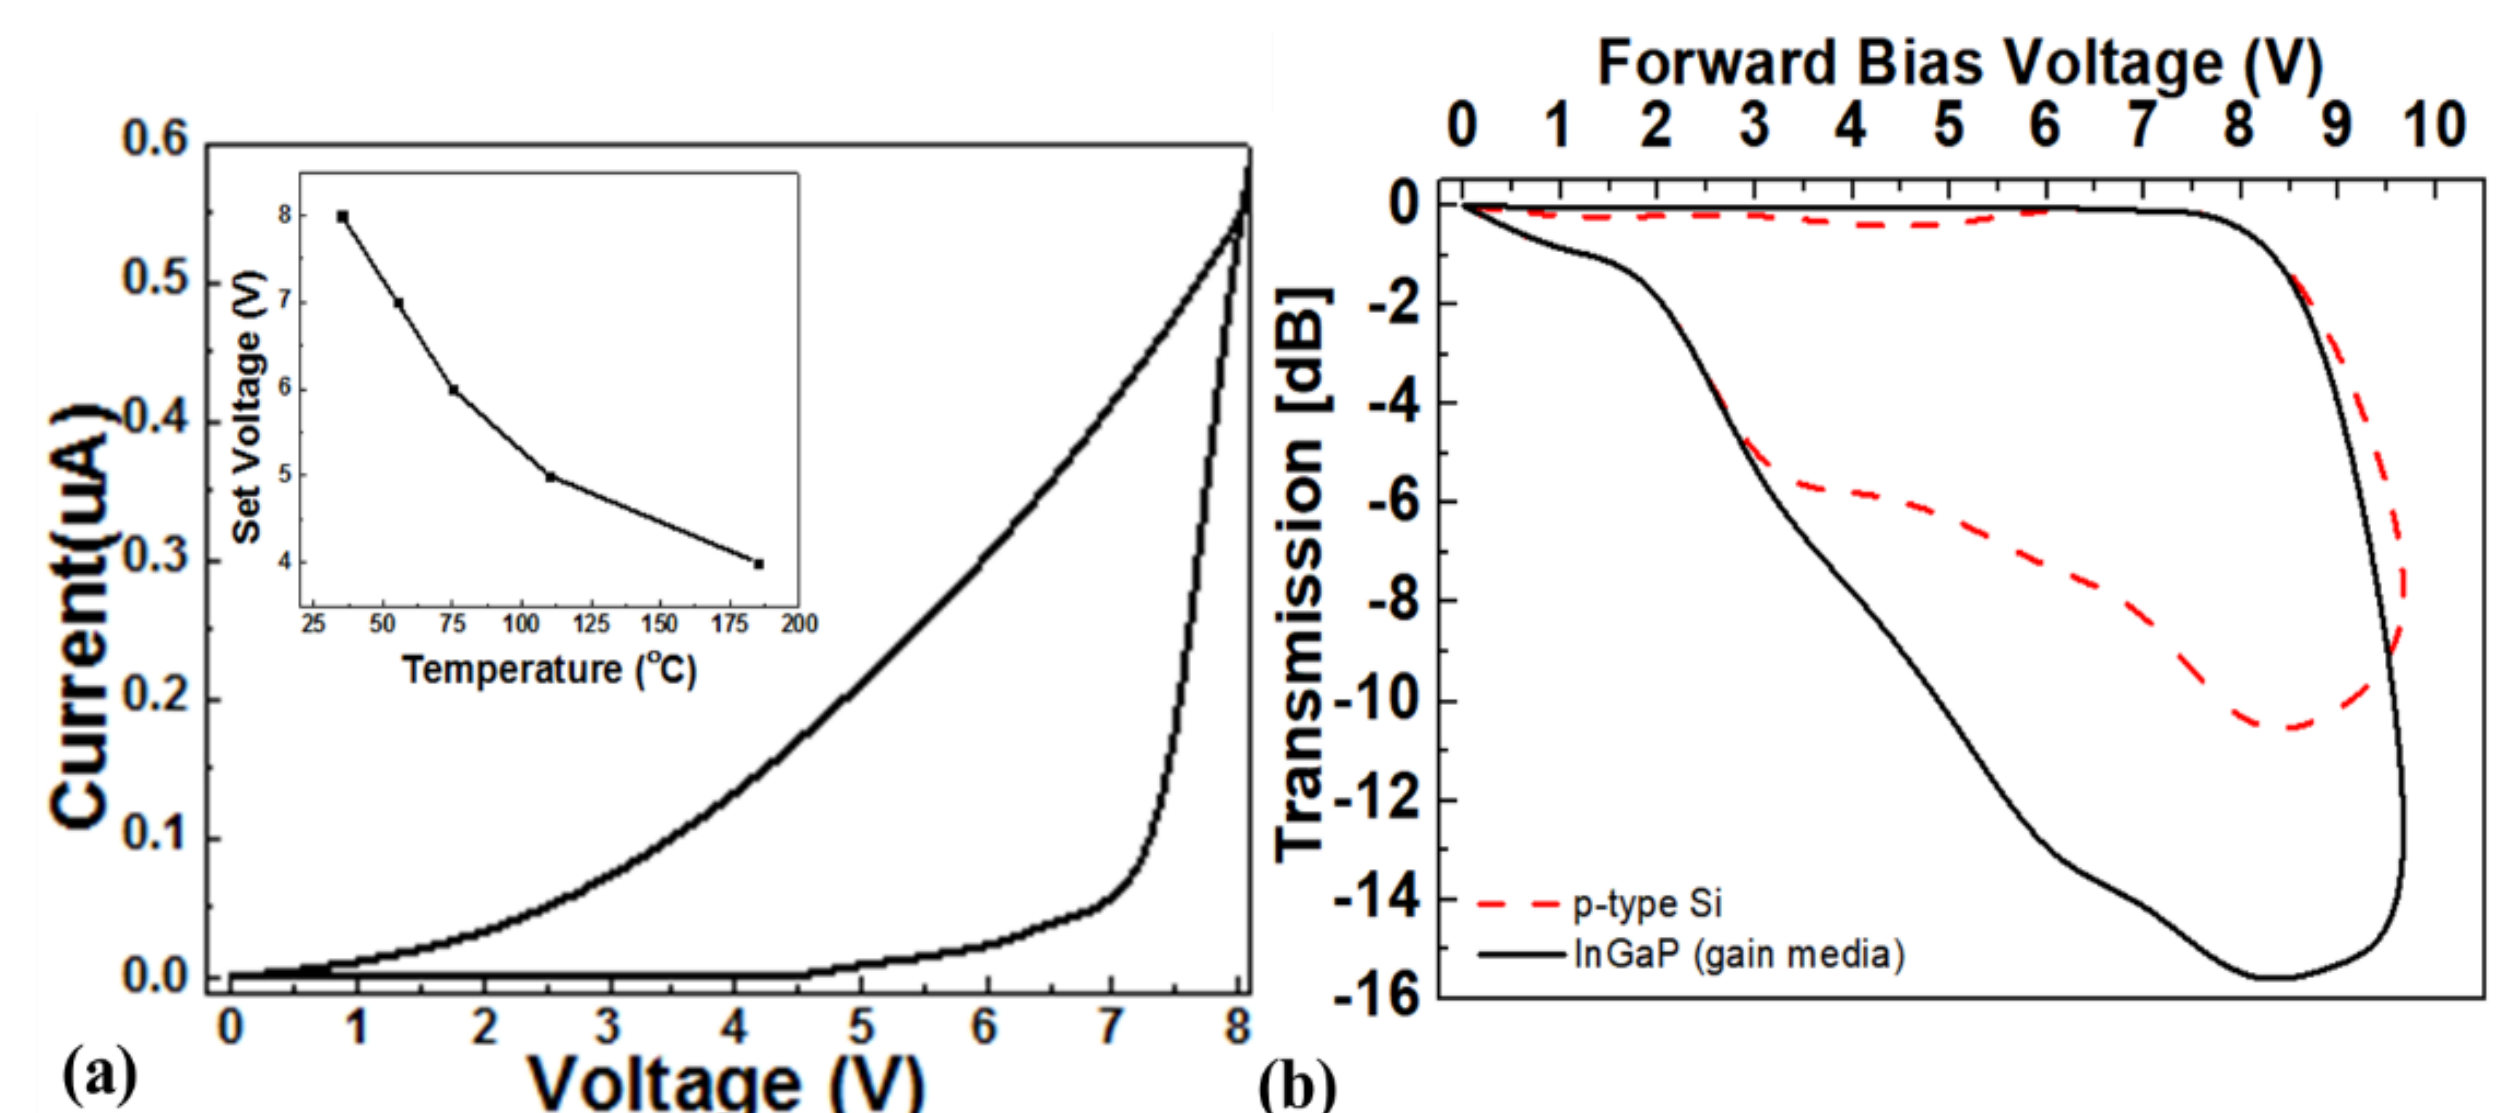 0.6
0.5
0.4
0.3
0.2
0.1
0.0
Current(uA)
0 1 2 3 4 5 6 7 8
Voltage (V)
(a)
8
7
6
5
4
Set Voltage (V)
25 50 75 100 125 150 175 200
Temperature (°C)
Forward Bias Voltage (V)
0 1 2 3 4 5 6 7 8 9 10
0
-2
-4
-6
-8
-10
-12
-14
-16
Transmission [dB]
p-type Si
InGaP (gain media)
(b)